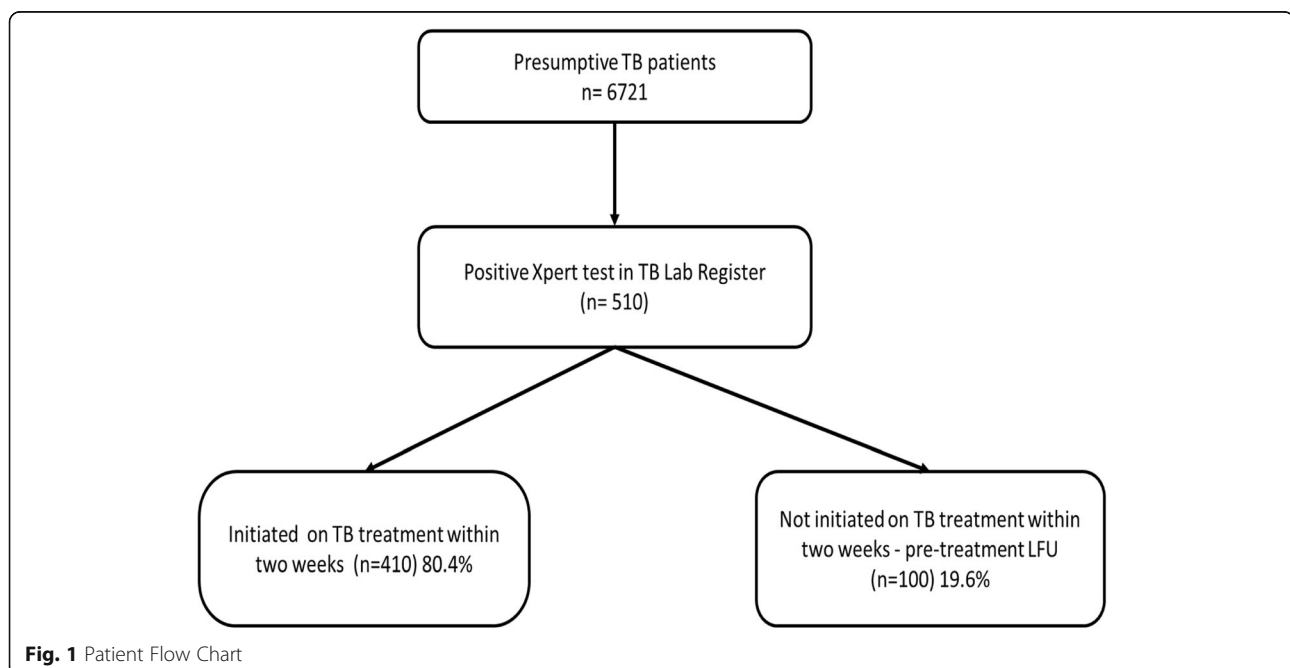 Presumptive TB patients
n= 6721
Positive Xpert test in TB Lab Register
(n= 510)
Initiated on TB treatment within
two weeks (n=410) 80.4%
Not initiated on TB treatment within
two weeks - pre-treatment LFU
(n=100) 19.6%
Fig. 1 Patient Flow Chart